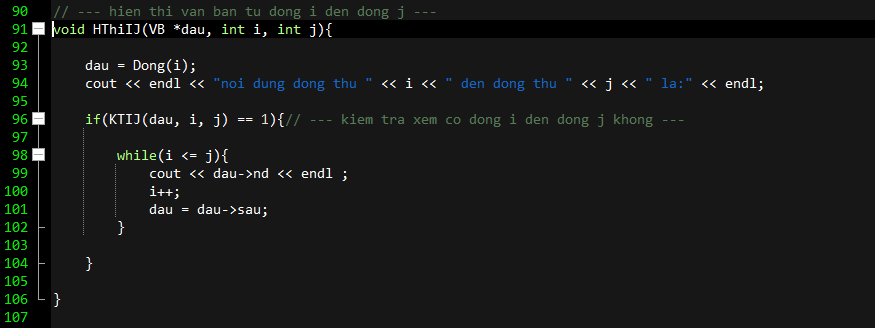 90 // --- hien thi van ban tu dong i den dong j ---
91 void HThiIJ(VB *dau, int i, int j){
92
93     dau = Dong(i);
94     cout << endl << "noi dung dong thu " << i << " den dong thu " << j << " la:" << endl;
95
96     if(KTIJ(dau, i, j) == 1){// --- kiem tra xem co dong i den dong j khong ---
97
98         while(i <= j){
99             cout << dau->nd << endl ;
100             i++;
101             dau = dau->sau;
102         }
103
104     }
105
106 }
107